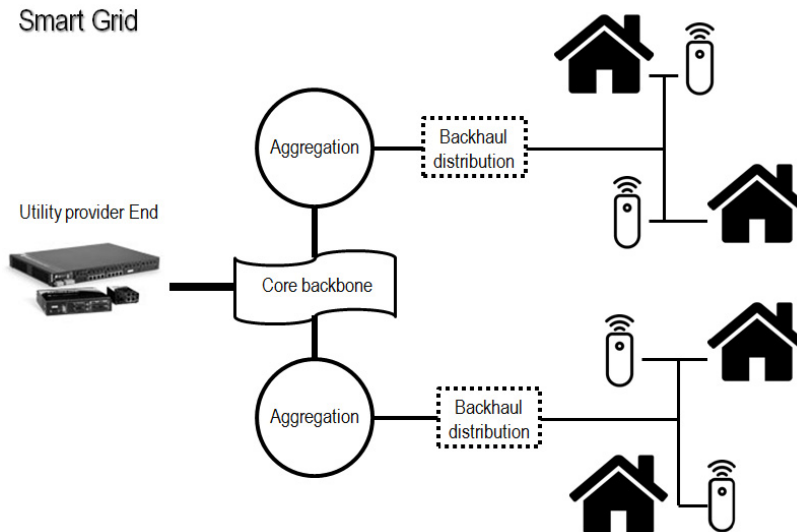 Smart Grid
Aggregation
Backhaul
distribution
Utility provider End
Core backbone
Aggregation
Backhaul
distribution